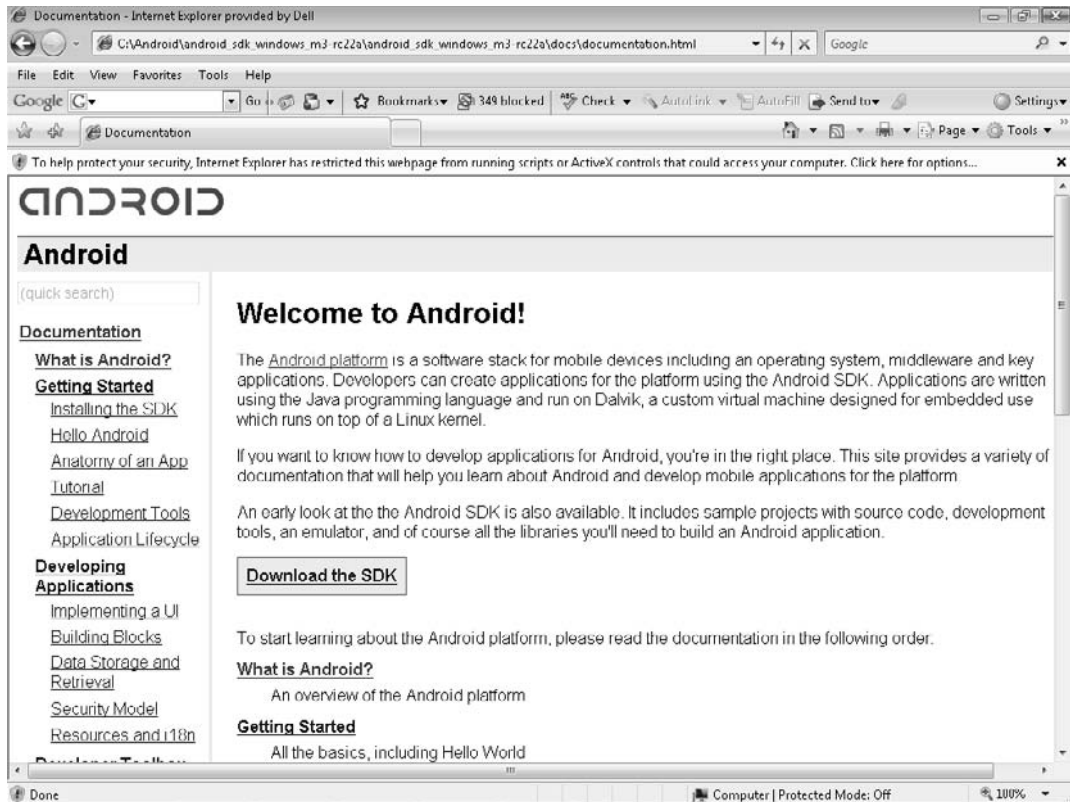 Documentation - Internet Explorer provided by Dell
C:\Android\android_sdk_windows_m3-rc22a\android_sdk_windows_m3-rc22a\docs\documentation.html
Google
File Edit View Favorites Tools Help
Google G Go Bookmarks 349 blocked Check AutoLink AutoFill Send to Settings
Documentation Page Tools
To help protect your security, Internet Explorer has restricted this webpage from running scripts or ActiveX controls that could access your computer. Click here for options...
ANDROID
Android
(quick search)
Documentation
What is Android?
Getting Started
Installing the SDK
Hello Android
Anatomy of an App
Tutorial
Development Tools
Application Lifecycle
Developing
Applications
Implementing a UI
Building Blocks
Data Storage and
Retrieval
Security Model
Resources and i18n
Welcome to Android!
The Android platform is a software stack for mobile devices including an operating system, middleware and key
applications. Developers can create applications for the platform using the Android SDK. Applications are written
using the Java programming language and run on Dalvik, a custom virtual machine designed for embedded use
which runs on top of a Linux kernel.
If you want to know how to develop applications for Android, you're in the right place. This site provides a variety of
documentation that will help you learn about Android and develop mobile applications for the platform
An early look at the the Android SDK is also available. It includes sample projects with source code, development
tools, an emulator, and of course all the libraries you'll need to build an Android application.
Download the SDK
To start learning about the Android platform, please read the documentation in the following order:
What is Android?
An overview of the Android platform
Getting Started
All the basics, including Hello World
Done
Computer | Protected Mode: Off
100%